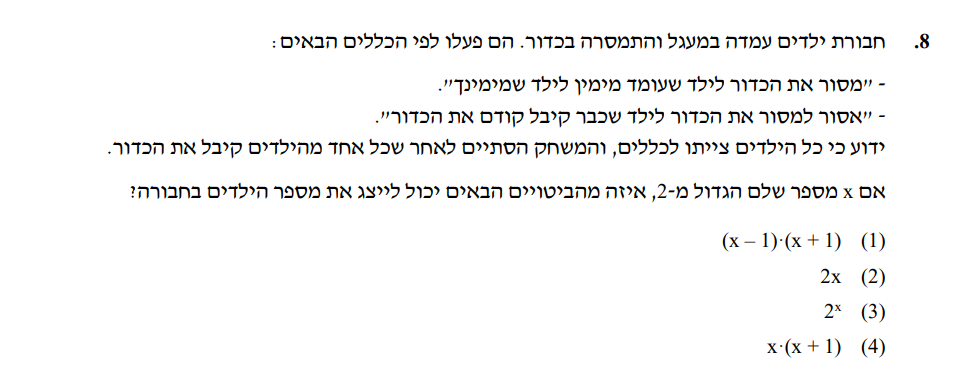 8. חבורת ילדים עמדה במעגל והתמסרה בכדור. הם פעלו לפי הכללים הבאים:
- "מסור את הכדור לילד שעומד מימין לילד שמימינך".
- "אסור למסור את הכדור לילד שכבר קיבל קודם את הכדור".
ידוע כי כל הילדים צייתו לכללים, והמשחק הסתיים לאחר שכל אחד מהילדים קיבל את הכדור.
אם x מספר שלם הגדול מ-2, איזה מהביטויים הבאים יכול לייצג את מספר הילדים בחבורה?
(1) (x – 1)·(x + 1)
(2) 2x
(3) 2ˣ
(4) x·(x + 1)